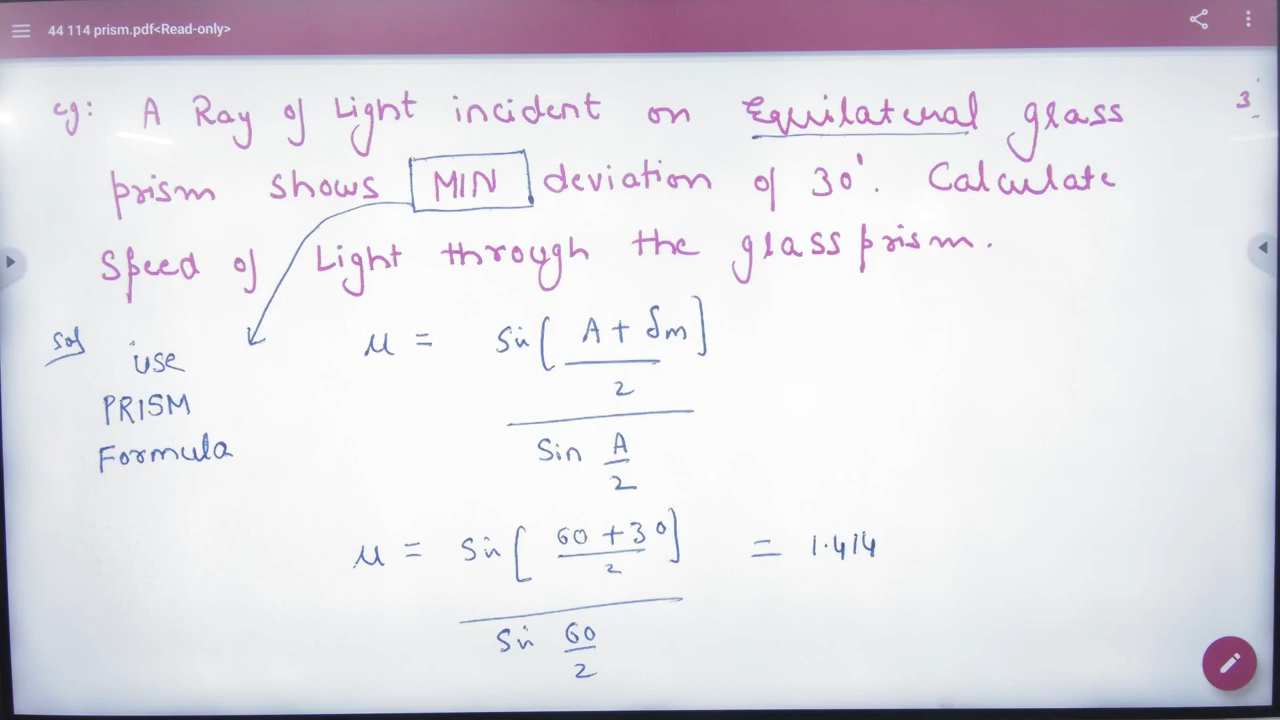 44 114 prism.pdf<Read-only>
eg: A Ray of Light incident on Equilateral glass
3
prism shows MIN deviation of 30°. Calculate
Speed of Light through the glass prism.
Sol
use
PRISM
Formula
μ = Sin[ A + δm ]
2
Sin A
2
μ = Sin[ 60 + 30 ] = 1.414
2
Sin 60
2